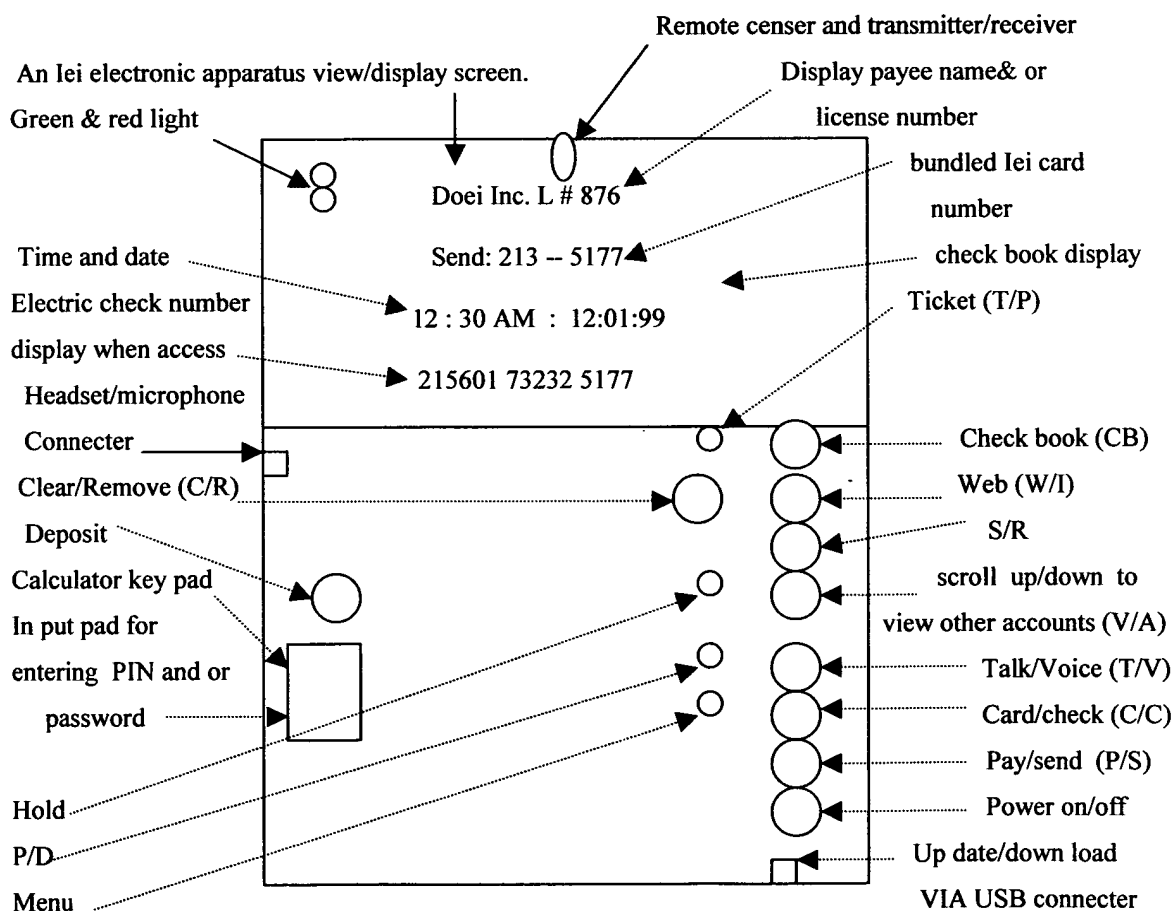 Remote censer and transmitter/receiver
An Iei electronic apparatus view/display screen.
Display payee name& or
Green & red light
license number
bundled Iei card
Doei Inc. L # 876
number
Time and date
Send: 213 -- 5177
check book display
Electric check number
Ticket (T/P)
12 : 30 AM : 12:01:99
display when access
215601 73232 5177
Headset/microphone
Connecter
Check book (CB)
Clear/Remove (C/R)
Web (W/I)
Deposit
S/R
Calculator key pad
scroll up/down to
In put pad for
view other accounts (V/A)
entering PIN and or
Talk/Voice (T/V)
password
Card/check (C/C)
Pay/send (P/S)
Hold
Power on/off
P/D
Up date/down load
Menu
VIA USB connecter